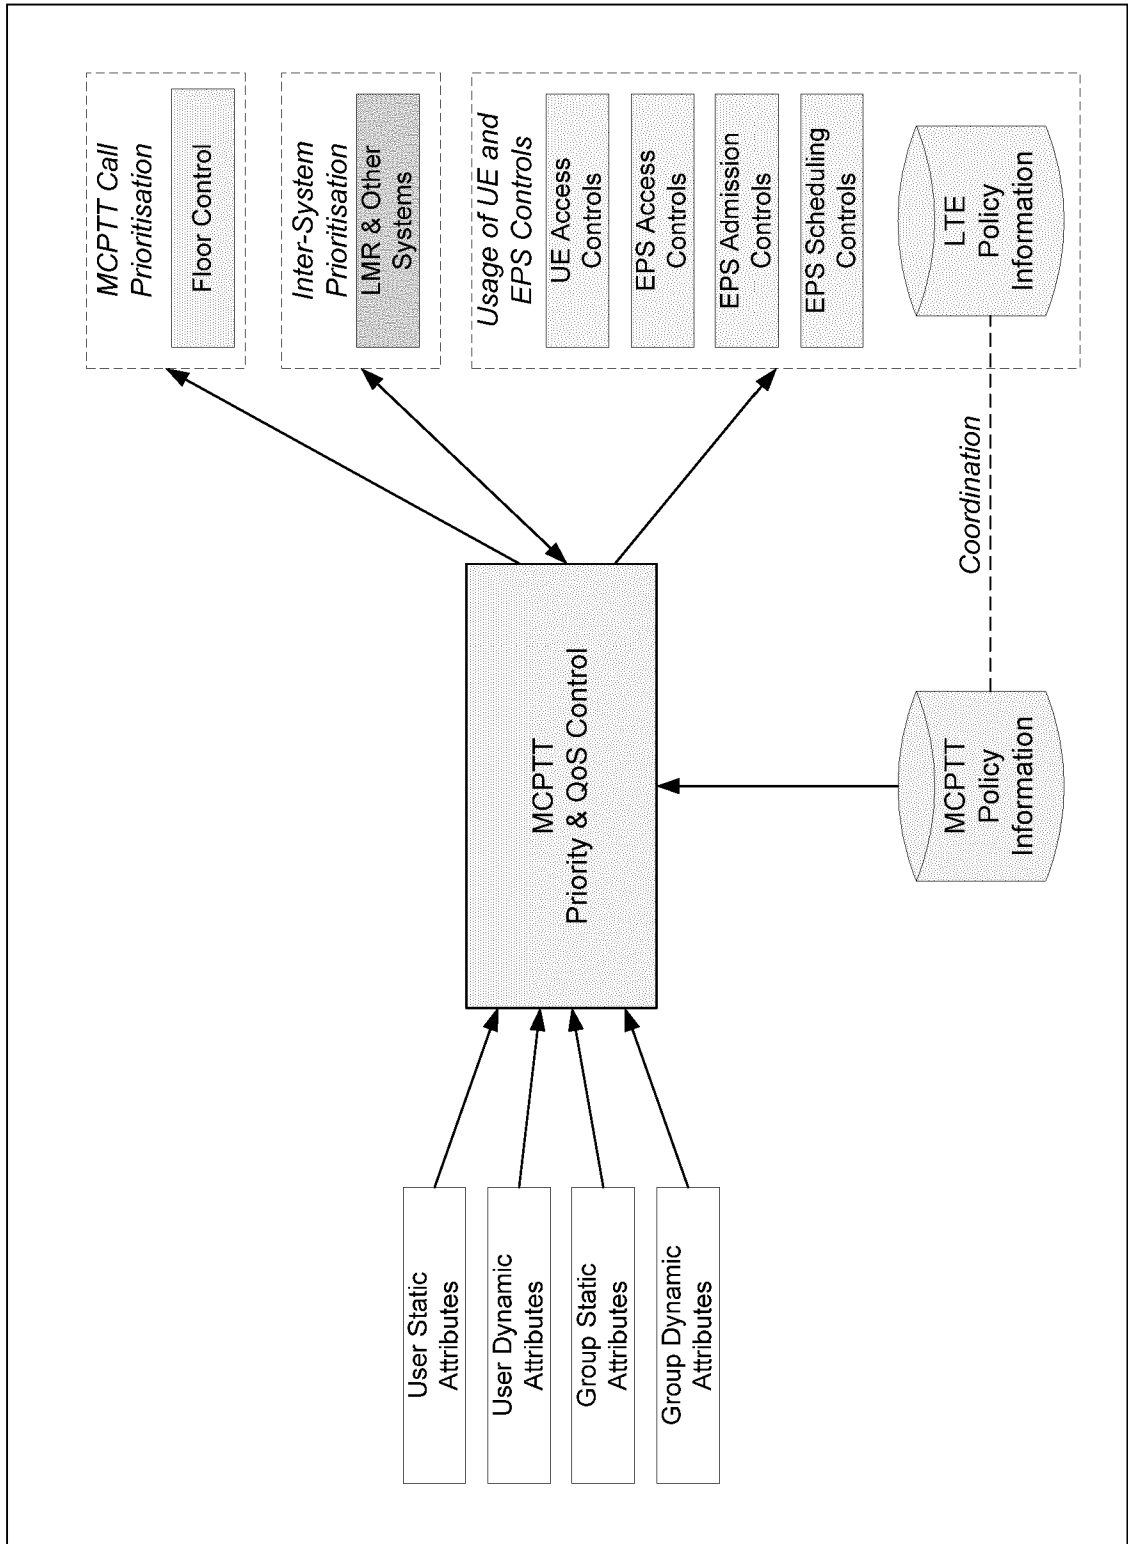 User Static
Attributes
User Dynamic
Attributes
Group Static
Attributes
Group Dynamic
Attributes
MCPTT
Priority & QoS Control
MCPTT
Policy
Information
Coordination
MCPTT Call
Prioritisation
Floor Control
Inter-System
Prioritisation
LMR & Other
Systems
Usage of UE and
EPS Controls
UE Access
Controls
EPS Access
Controls
EPS Admission
Controls
EPS Scheduling
Controls
LTE
Policy
Information